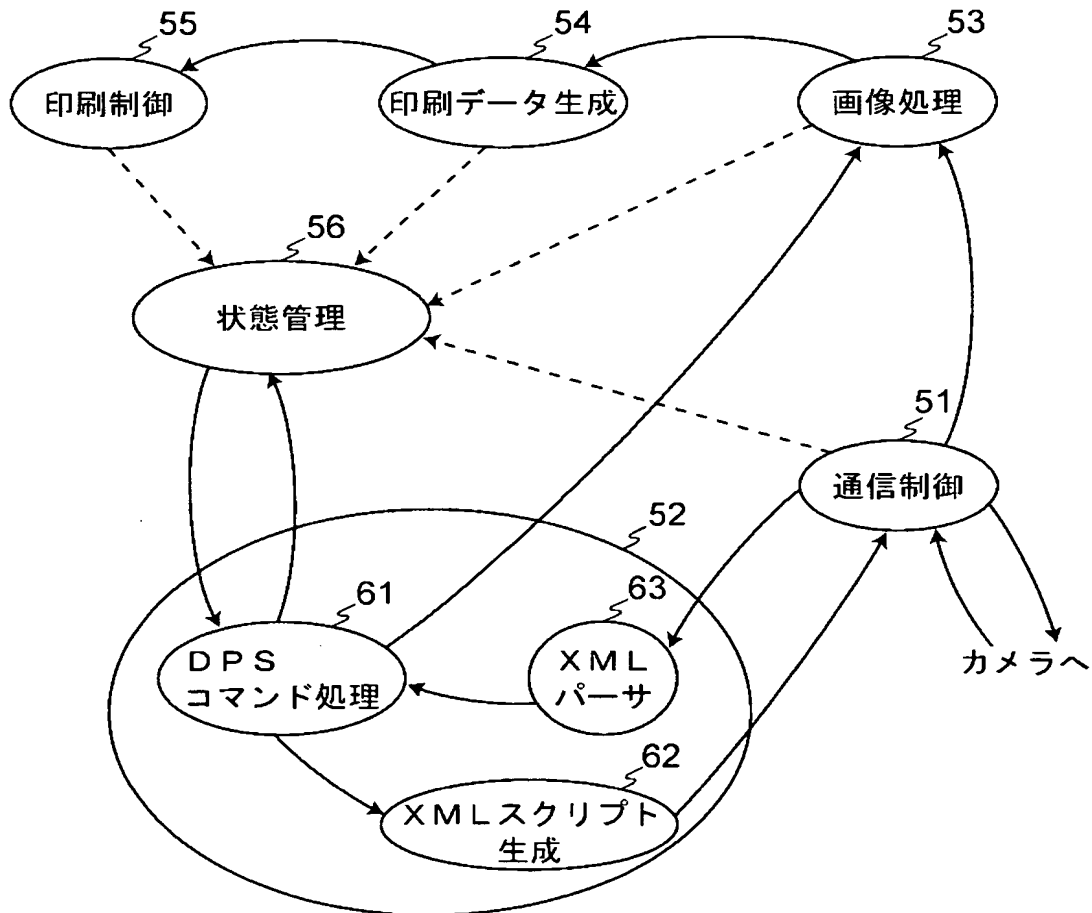 55
54
53
印刷制御
印刷データ生成
画像処理
56
状態管理
51
通信制御
52
61
63
DPS
コマンド処理
XML
パーサ
カメラへ
62
XMLスクリプト
生成